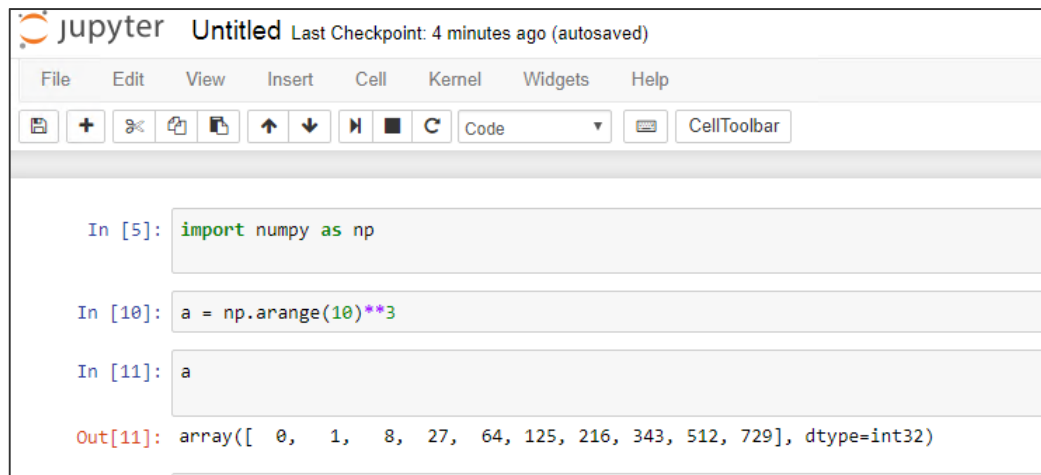 jupyter Untitled Last Checkpoint: 4 minutes ago (autosaved)
File Edit View Insert Cell Kernel Widgets Help
Code CellToolbar
In [5]: import numpy as np
In [10]: a = np.arange(10)**3
In [11]: a
Out[11]: array([  0,   1,   8,  27,  64, 125, 216, 343, 512, 729], dtype=int32)